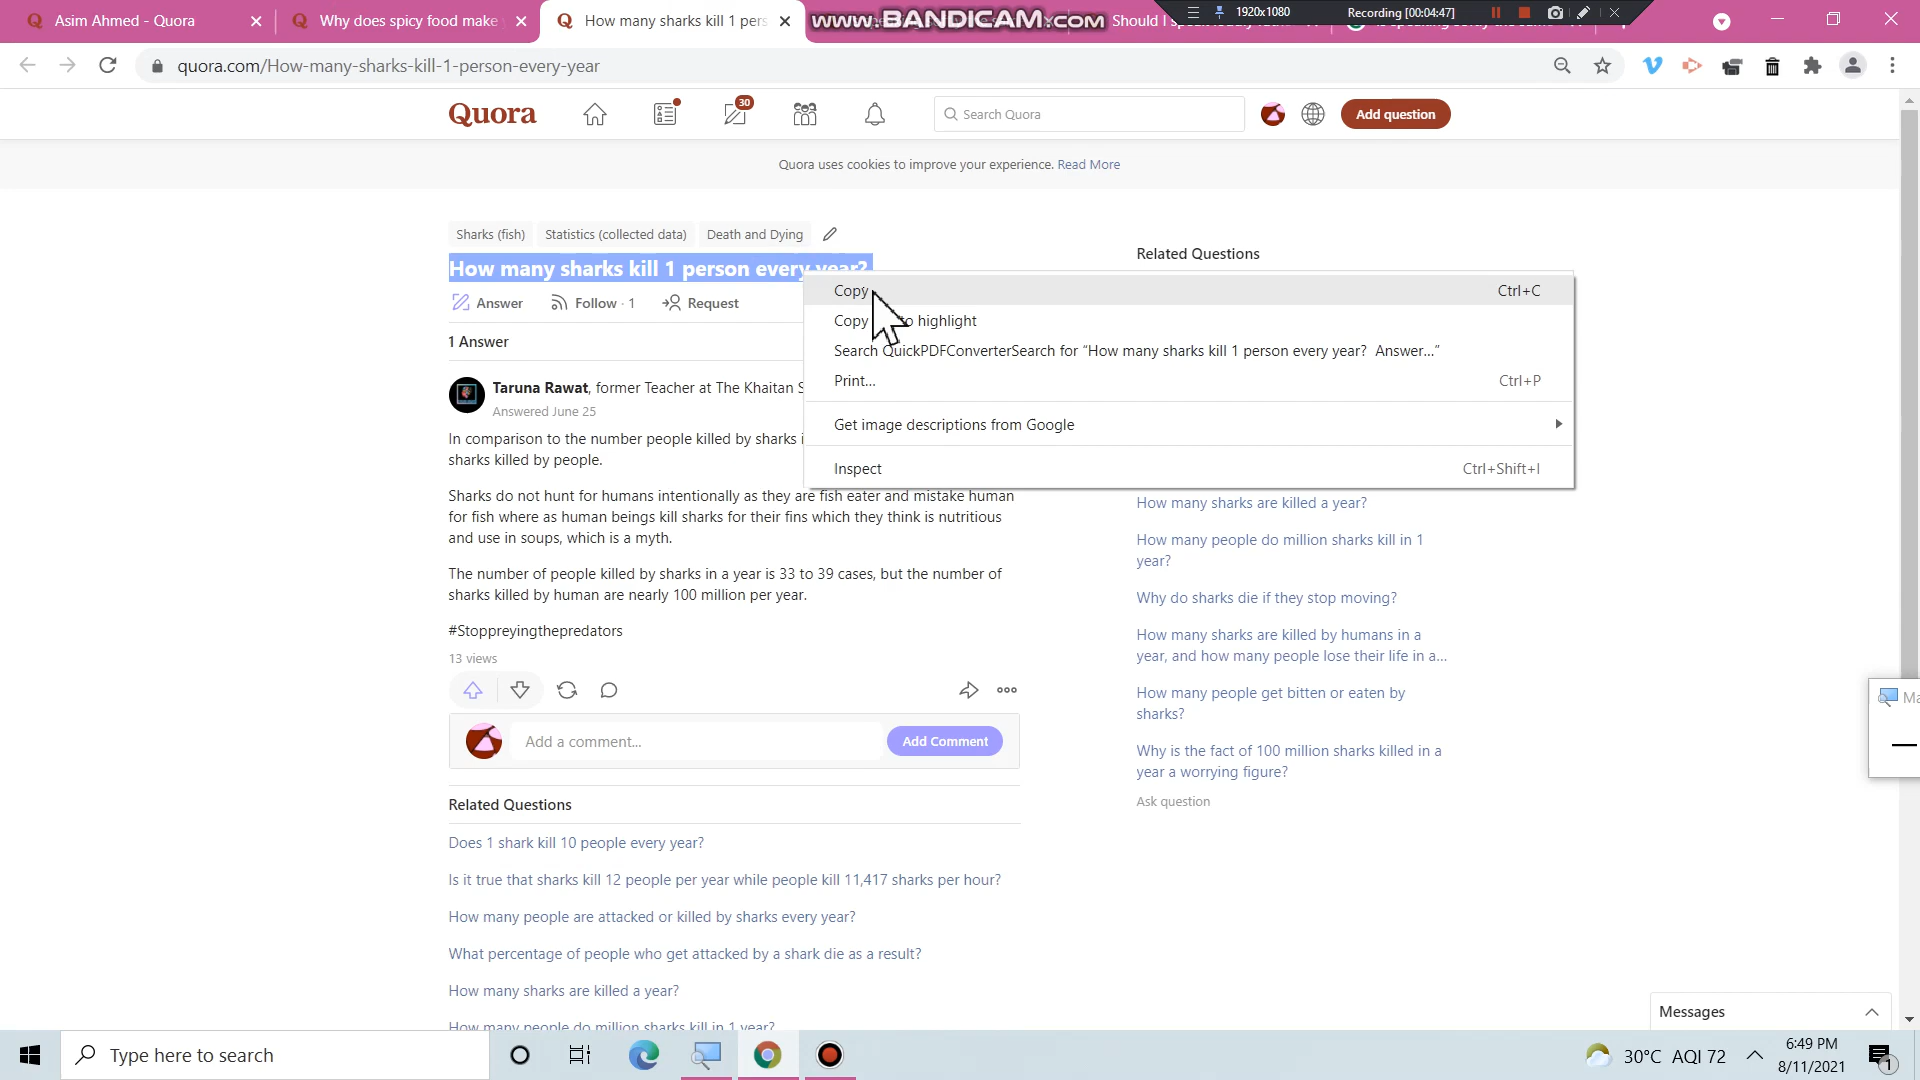 Asim Ahmed - Quora
Why does spicy food make
How many sharks kill 1 pers
www.BANDICAM.com
Should I
1920x1080
Recording [00:04:47]
quora.com/How-many-sharks-kill-1-person-every-year
Quora
30
Search Quora
Add question
Quora uses cookies to improve your experience. Read More
Sharks (fish)
Statistics (collected data)
Death and Dying
How many sharks kill 1 person every year?
Related Questions
Answer
Follow · 1
Request
Copy
Ctrl+C
Copy
o highlight
Search QuickPDFConverterSearch for “How many sharks kill 1 person every year? Answer...”
Print...
Ctrl+P
Get image descriptions from Google
Inspect
Ctrl+Shift+I
1 Answer
Taruna Rawat, former Teacher at The Khaitan S
Answered June 25
In comparison to the number people killed by sharks i
sharks killed by people.
Sharks do not hunt for humans intentionally as they are fish eater and mistake human
for fish where as human beings kill sharks for their fins which they think is nutritious
and use in soups, which is a myth.
The number of people killed by sharks in a year is 33 to 39 cases, but the number of
sharks killed by human are nearly 100 million per year.
#Stoppreyingthepredators
13 views
Add a comment...
Add Comment
Related Questions
Does 1 shark kill 10 people every year?
Is it true that sharks kill 12 people per year while people kill 11,417 sharks per hour?
How many people are attacked or killed by sharks every year?
What percentage of people who get attacked by a shark die as a result?
How many sharks are killed a year?
How many people do million sharks kill in 1 year?
How many sharks are killed a year?
How many people do million sharks kill in 1
year?
Why do sharks die if they stop moving?
How many sharks are killed by humans in a
year, and how many people lose their life in a...
How many people get bitten or eaten by
sharks?
Why is the fact of 100 million sharks killed in a
year a worrying figure?
Ask question
Ma
Messages
Type here to search
30°C AQI 72
6:49 PM
8/11/2021
1